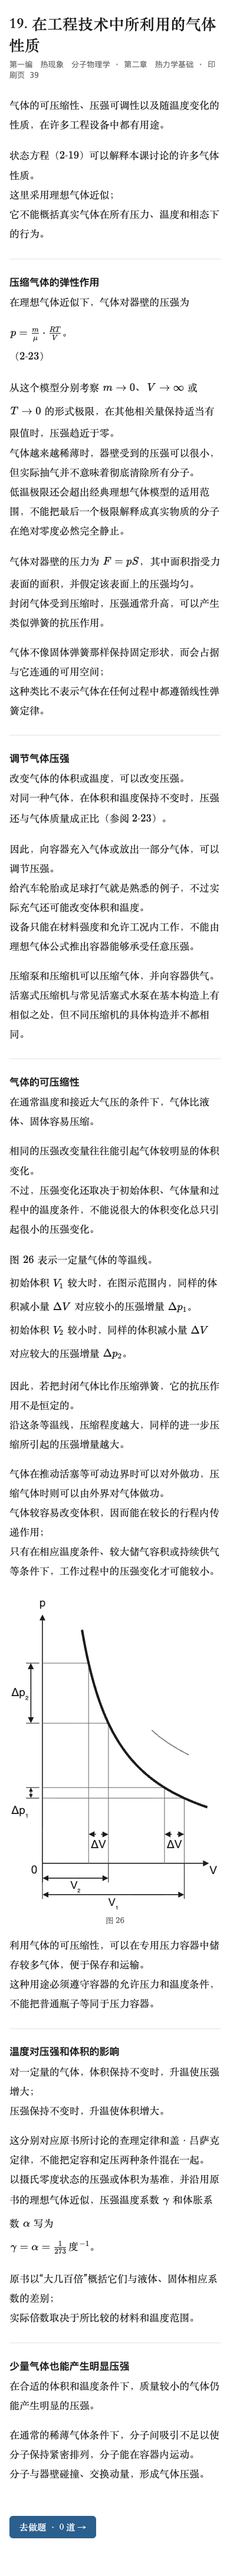 19. 在工程技术中所利用的气体
性质
第一编 热现象 分子物理学 · 第二章 热力学基础 · 印
刷页 39
气体的可压缩性、压强可调性以及随温度变化的
性质，在许多工程设备中都有用途。
状态方程（2-19）可以解释本课讨论的许多气体
性质。
这里采用理想气体近似；
它不能概括真实气体在所有压力、温度和相态下
的行为。
压缩气体的弹性作用
在理想气体近似下，气体对器壁的压强为
p = m/μ · RT/V。
（2-23）
从这个模型分别考察 m → 0、V → ∞ 或
T → 0 的形式极限，在其他相关量保持适当有
限值时，压强趋近于零。
气体越来越稀薄时，器壁受到的压强可以很小，
但实际抽气并不意味着彻底清除所有分子。
低温极限还会超出经典理想气体模型的适用范
围，不能把最后一个极限解释成真实物质的分子
在绝对零度必然完全静止。
气体对器壁的压力为 F = pS，其中面积指受力
表面的面积，并假定该表面上的压强均匀。
封闭气体受到压缩时，压强通常升高，可以产生
类似弹簧的抗压作用。
气体不像固体弹簧那样保持固定形状，而会占据
与它连通的可用空间；
这种类比不表示气体在任何过程中都遵循线性弹
簧定律。
调节气体压强
改变气体的体积或温度，可以改变压强。
对同一种气体，在体积和温度保持不变时，压强
还与气体质量成正比（参阅 2-23）。
因此，向容器充入气体或放出一部分气体，可以
调节压强。
给汽车轮胎或足球打气就是熟悉的例子，不过实
际充气还可能改变体积和温度。
设备只能在材料强度和允许工况内工作，不能由
理想气体公式推出容器能够承受任意压强。
压缩泵和压缩机可以压缩气体，并向容器供气。
活塞式压缩机与常见活塞式水泵在基本构造上有
相似之处，但不同压缩机的具体构造并不都相
同。
气体的可压缩性
在通常温度和接近大气压的条件下，气体比液
体、固体容易压缩。
相同的压强改变量往往能引起气体较明显的体积
变化。
不过，压强变化还取决于初始体积、气体量和过
程中的温度条件，不能说很大的体积变化总只引
起很小的压强变化。
图 26 表示一定量气体的等温线。
初始体积 V₁ 较大时，在图示范围内，同样的体
积减小量 ΔV 对应较小的压强增量 Δp₁。
初始体积 V₂ 较小时，同样的体积减小量 ΔV
对应较大的压强增量 Δp₂。
因此，若把封闭气体比作压缩弹簧，它的抗压作
用不是恒定的。
沿这条等温线，压缩程度越大，同样的进一步压
缩所引起的压强增量越大。
气体在推动活塞等可动边界时可以对外做功，压
缩气体时则可以由外界对气体做功。
气体较容易改变体积，因而能在较长的行程内传
递作用；
只有在相应温度条件、较大储气容积或持续供气
等条件下，工作过程中的压强变化才可能较小。
p
Δp₂
Δp₁
ΔV ΔV
0 V
V₂
V₁
图 26
利用气体的可压缩性，可以在专用压力容器中储
存较多气体，便于保存和运输。
这种用途必须遵守容器的允许压力和温度条件，
不能把普通瓶子等同于压力容器。
温度对压强和体积的影响
对一定量的气体，体积保持不变时，升温使压强
增大；
压强保持不变时，升温使体积增大。
这分别对应原书所讨论的查理定律和盖·吕萨克
定律，不能把定容和定压两种条件混在一起。
以摄氏零度状态的压强或体积为基准，并沿用原
书的理想气体近似，压强温度系数 γ 和体胀系
数 α 写为
γ = α = 1/273 度⁻¹。
原书以“大几百倍”概括它们与液体、固体相应系
数的差别；
实际倍数取决于所比较的材料和温度范围。
少量气体也能产生明显压强
在合适的体积和温度条件下，质量较小的气体仍
能产生明显的压强。
在通常的稀薄气体条件下，分子间吸引不足以使
分子保持紧密排列，分子能在容器内运动。
分子与器壁碰撞、交换动量，形成气体压强。
去做题 · 0 道 →